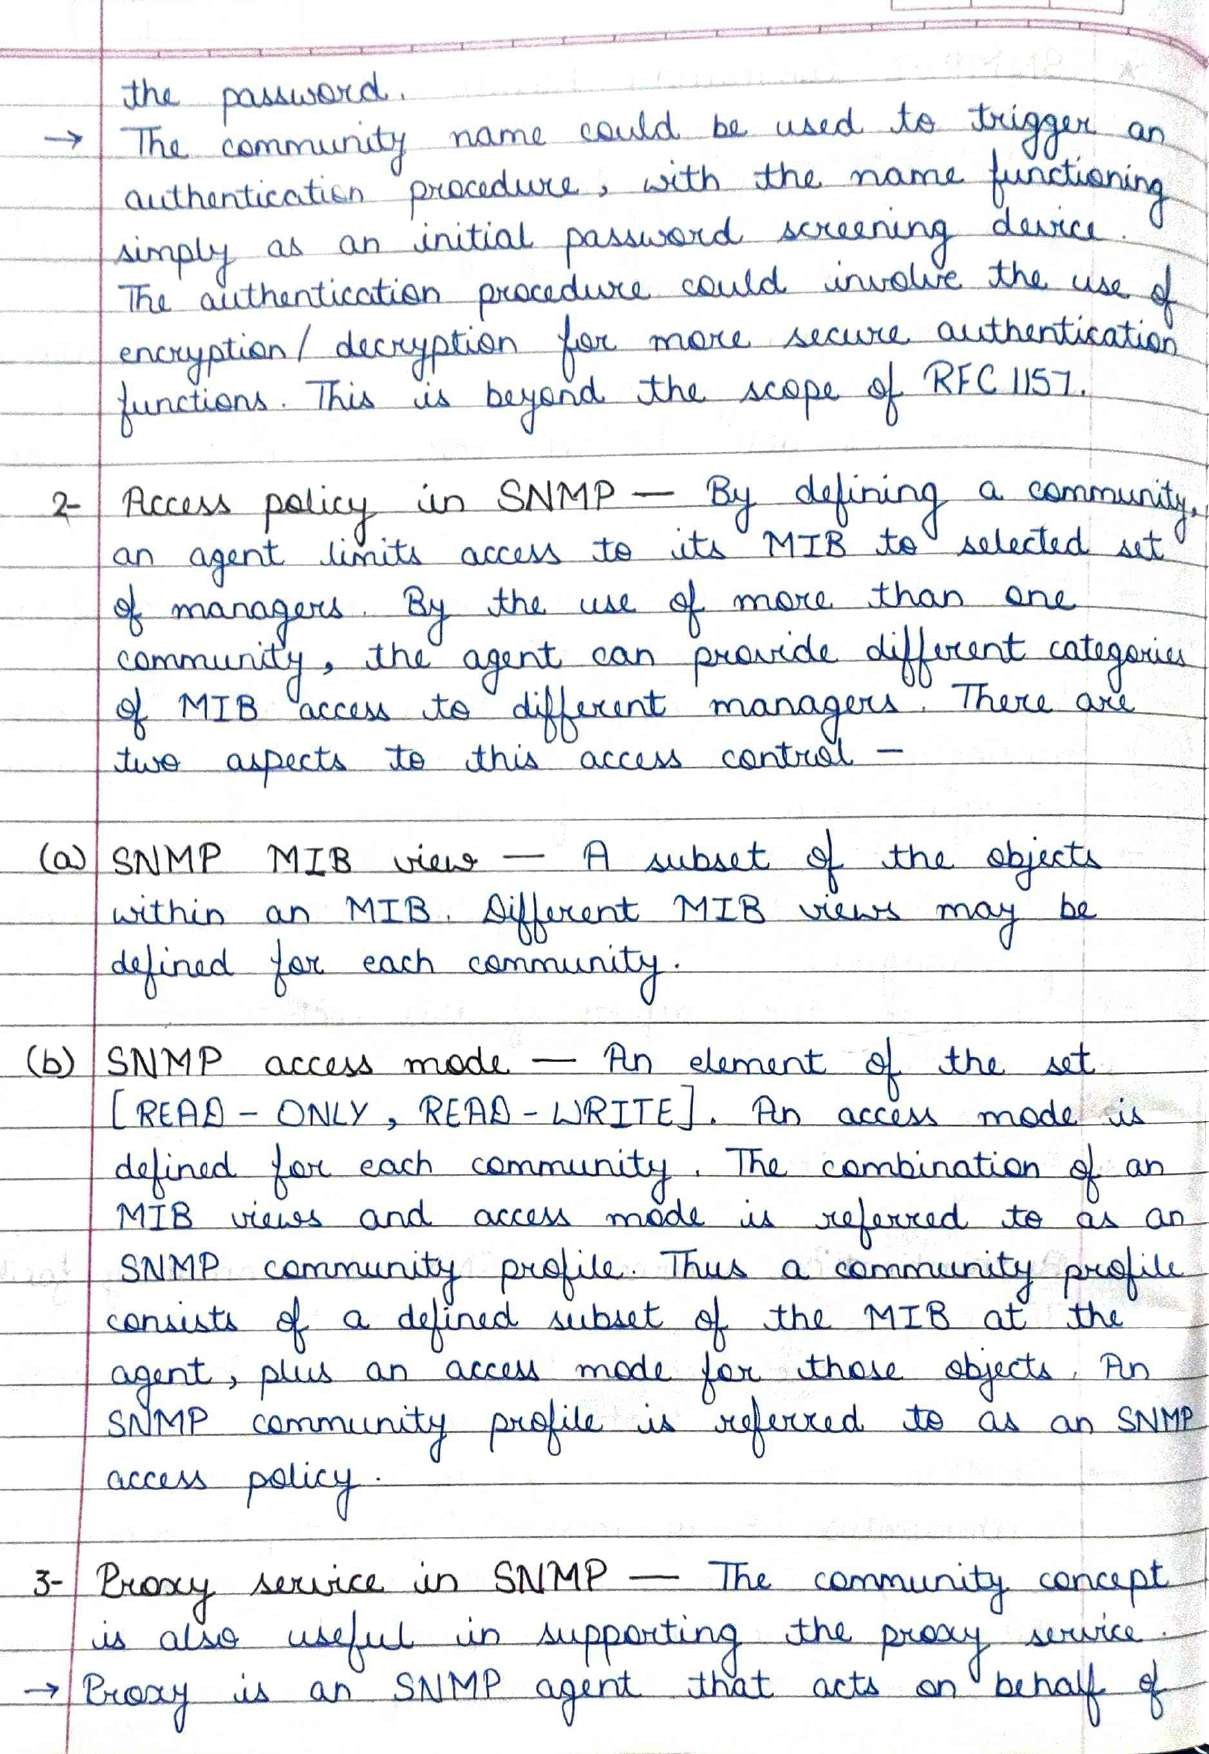 the password.
→ The community name could be used to trigger an
authentication procedure, with the name functioning
simply as an initial password screening device.
The authentication procedure could involve the use of
encryption/ decryption for more secure authentication
functions. This is beyond the scope of RFC 1157.
2- Access policy in SNMP — By defining a community,
an agent limits access to its MIB to selected set
of managers. By the use of more than one
community, the agent can provide different categories
of MIB access to different managers. There are
two aspects to this access control —
(a) SNMP MIB view — A subset of the objects
within an MIB. Different MIB views may be
defined for each community.
(b) SNMP access mode — An element of the set
[READ - ONLY, READ - WRITE]. An access mode is
defined for each community. The combination of an
MIB views and access mode is referred to as an
SNMP community profile. Thus a community profile
consists of a defined subset of the MIB at the
agent, plus an access mode for those objects. An
SNMP community profile is referred to as an SNMP
access policy.
3- Proxy service in SNMP — The community concept
is also useful in supporting the proxy service.
→ Proxy is an SNMP agent that acts on behalf of